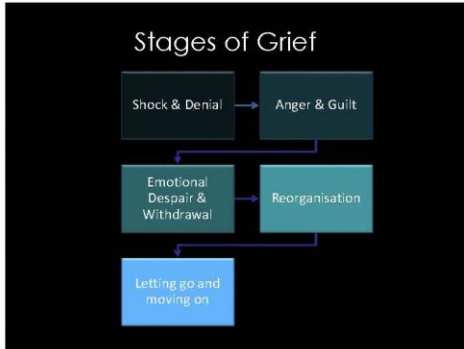 Stages of Grief
Shock & Denial
Anger & Guilt
Emotional
Despair &
Withdrawal
Reorganisation
Letting go and
moving on